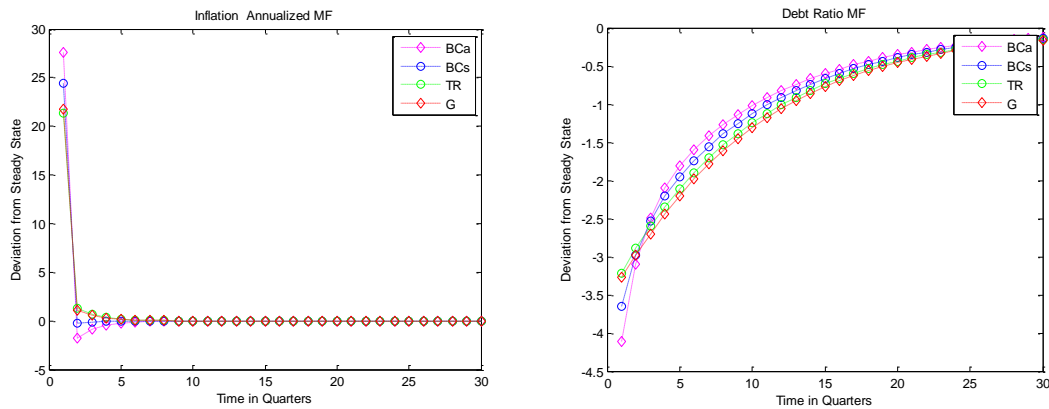 Inflation Annualized MF
30
25
20
15
10
5
0
-5
0 5 10 15 20 25 30
Deviation from Steady State
Time in Quarters
BCa
BCs
TR
G
Debt Ratio MF
0
-0.5
-1
-1.5
-2
-2.5
-3
-3.5
-4
-4.5
0 5 10 15 20 25 30
Deviation from Steady State
Time in Quarters
BCa
BCs
TR
G